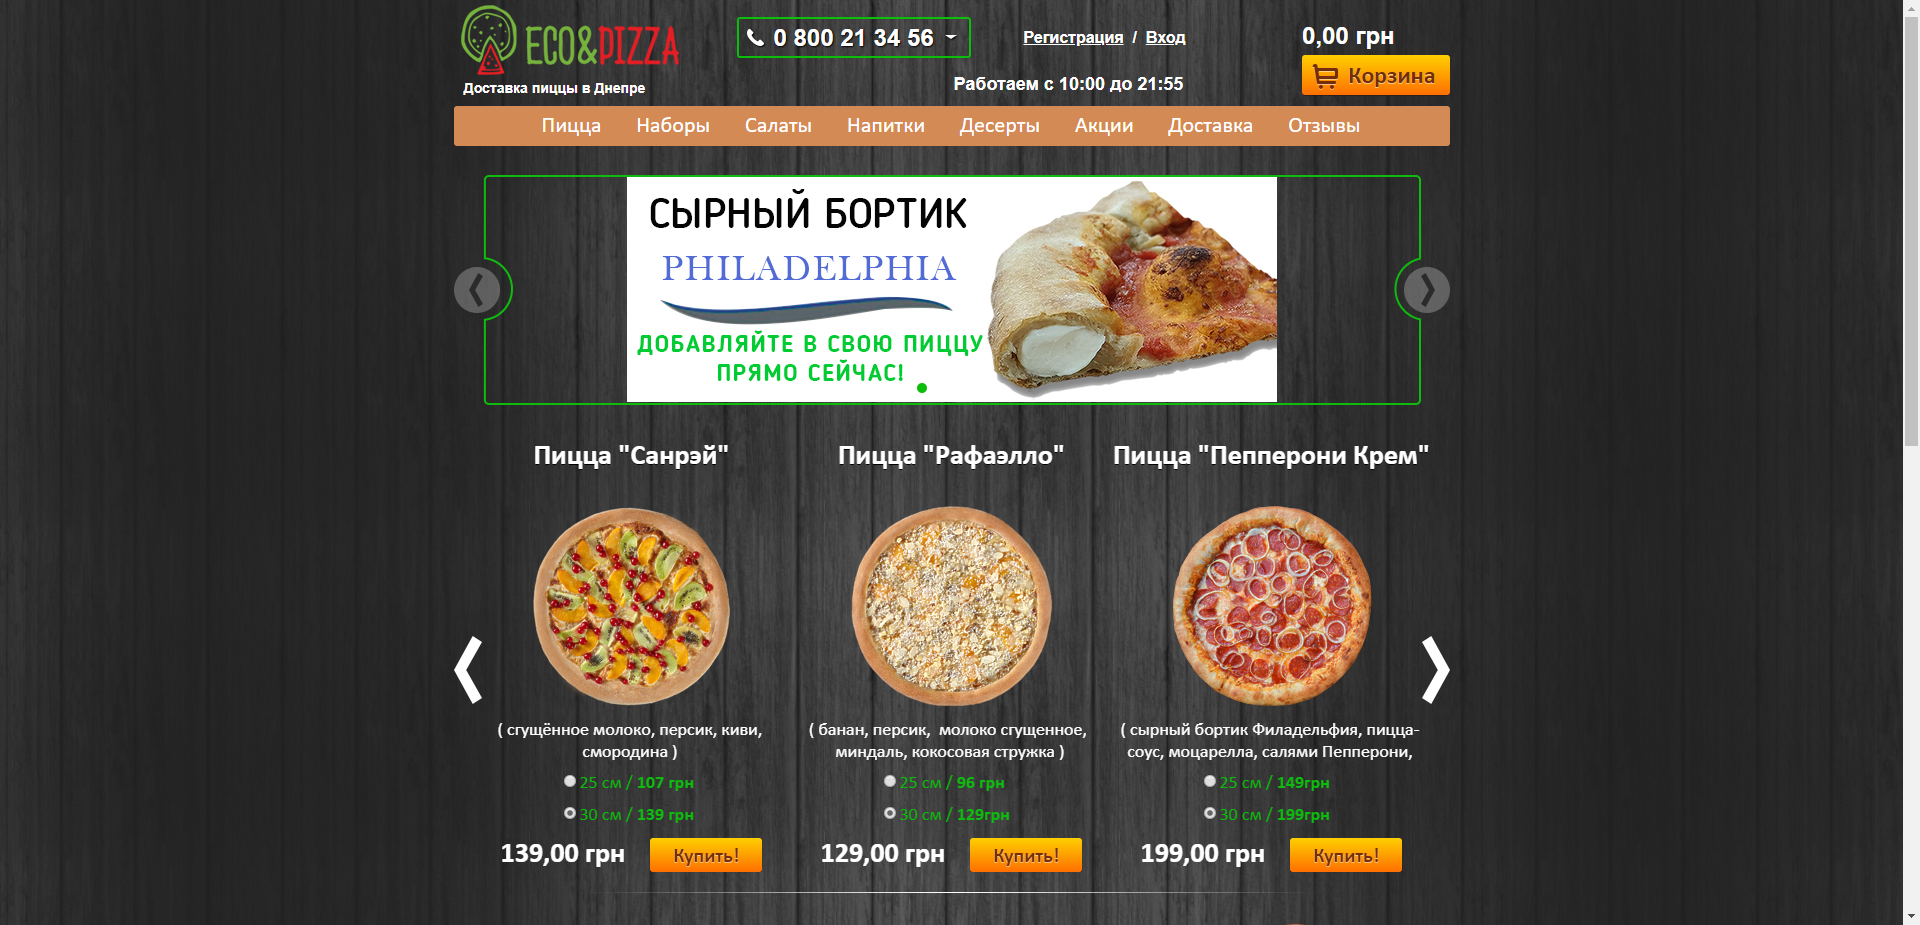 ECO&PIZZA
Доставка пиццы в Днепре
0 800 21 34 56
Регистрация / Вход
Работаем с 10:00 до 21:55
0,00 грн
Корзина
Пицца Наборы Салаты Напитки Десерты Акции Доставка Отзывы
СЫРНЫЙ БОРТИК
PHILADELPHIA
ДОБАВЛЯЙТЕ В СВОЮ ПИЦЦУ
ПРЯМО СЕЙЧАС!
Пицца "Санрэй"
( сгущённое молоко, персик, киви,
смородина )
25 см / 107 грн
30 см / 139 грн
139,00 грн
Купить!
Пицца "Рафаэлло"
( банан, персик, молоко сгущенное,
миндаль, кокосовая стружка )
25 см / 96 грн
30 см / 129грн
129,00 грн
Купить!
Пицца "Пепперони Крем"
( сырный бортик Филадельфия, пицца-
соус, моцарелла, салями Пепперони,
25 см / 149грн
30 см / 199грн
199,00 грн
Купить!